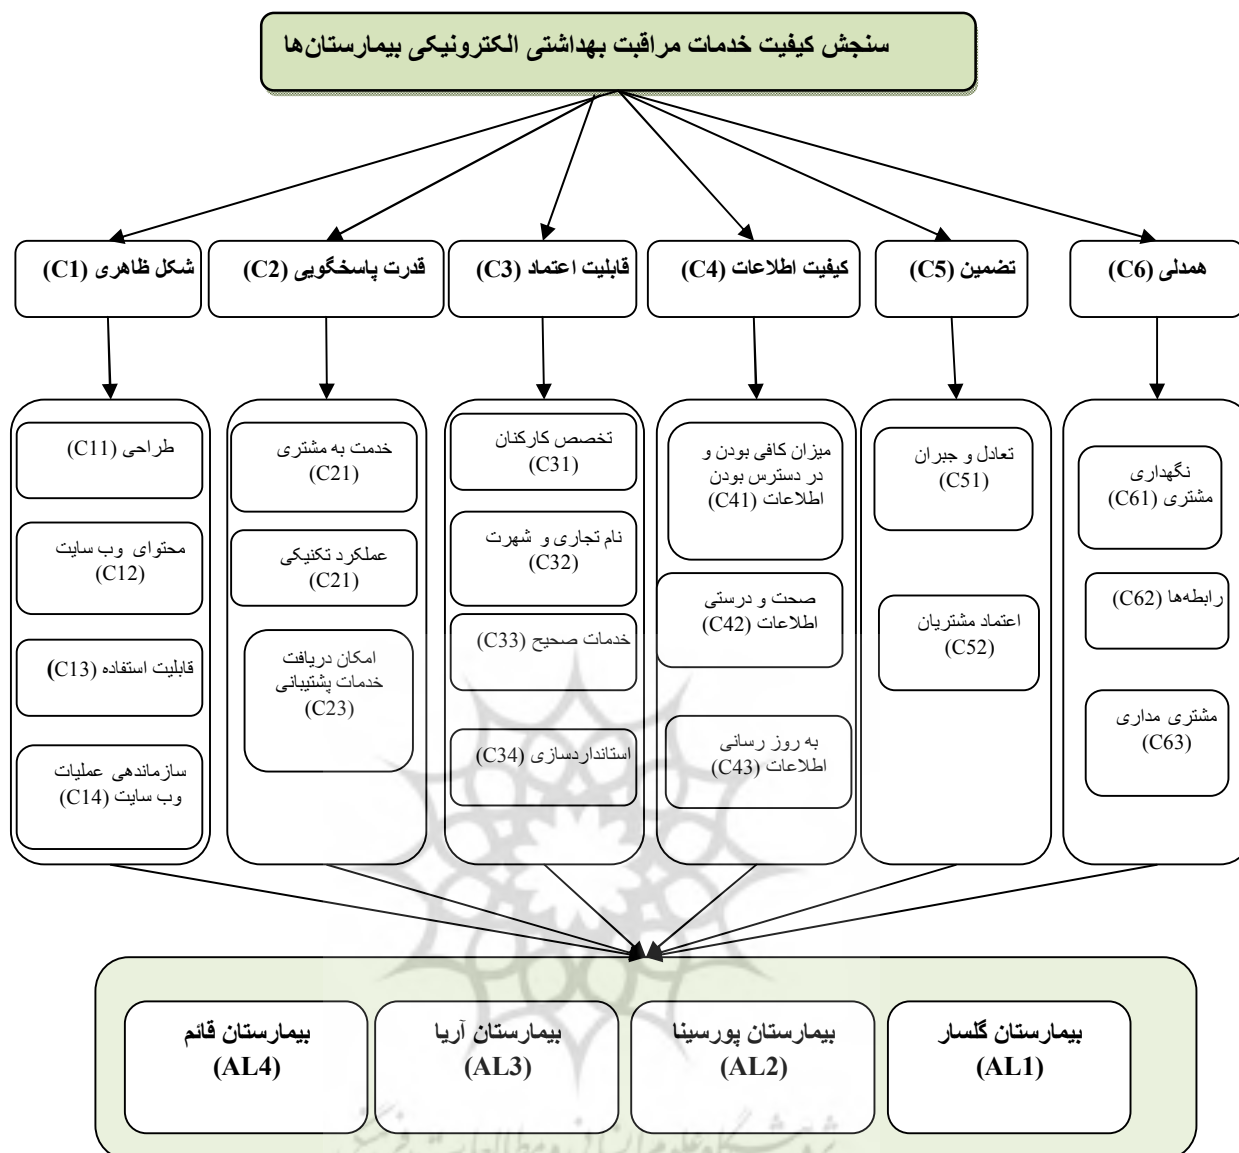 سنجش کیفیت خدمات مراقبت بهداشتی الکترونیکی بیمارستان‌ها
شکل ظاهری (C1)
قدرت پاسخگویی (C2)
قابلیت اعتماد (C3)
کیفیت اطلاعات (C4)
تضمین (C5)
همدلی (C6)
طراحی (C11)
محتوای وب سایت
(C12)
قابلیت استفاده (C13)
سازماندهی عملیات
وب سایت (C14)
خدمت به مشتری
(C21)
عملکرد تکنیکی
(C21)
امکان دریافت
خدمات پشتیبانی
(C23)
تخصص کارکنان
(C31)
نام تجاری و شهرت
(C32)
خدمات صحیح (C33)
استانداردسازی (C34)
میزان کافی بودن و
در دسترس بودن
اطلاعات (C41)
صحت و درستی
اطلاعات (C42)
به روز رسانی
اطلاعات (C43)
تعادل و جبران
(C51)
اعتماد مشتریان
(C52)
نگهداری
مشتری (C61)
رابطه‌ها (C62)
مشتری مداری
(C63)
بیمارستان گلسار
(AL1)
بیمارستان پورسینا
(AL2)
بیمارستان آریا
(AL3)
بیمارستان قائم
(AL4)
پژوهشگاه علوم انسانی و مطالعات فرهنگی